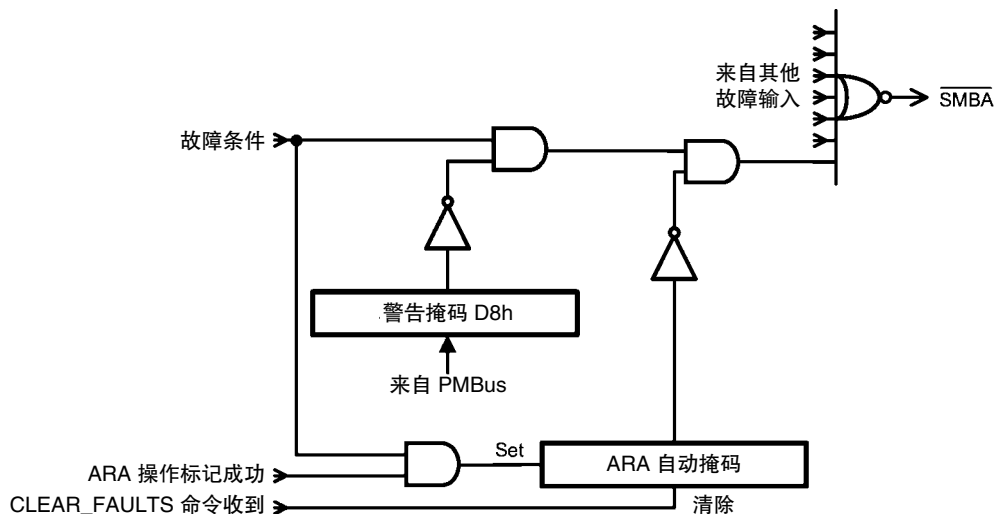 来自其他
故障输入
SMBA
故障条件
警告掩码 D8h
来自 PMBus
Set
ARA 自动掩码
ARA 操作标记成功
CLEAR_FAULTS 命令收到
清除